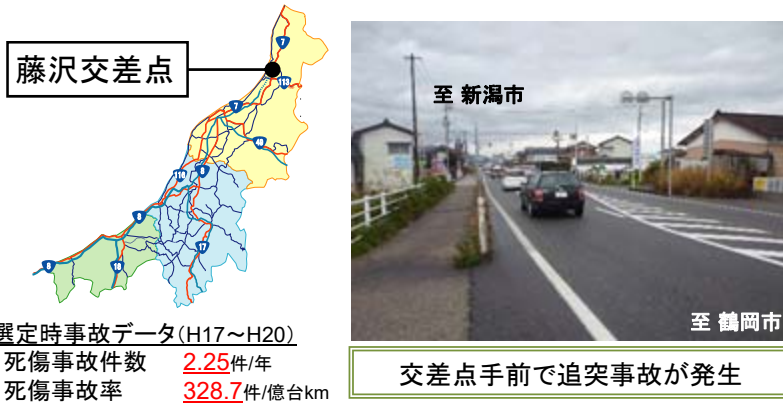 藤沢交差点
7
113
7
49
116
8
8
17
8
18
選定時事故データ(H17～H20)
死傷事故件数 2.25件/年
死傷事故率 328.7件/億台km
至 新潟市
至 鶴岡市
交差点手前で追突事故が発生